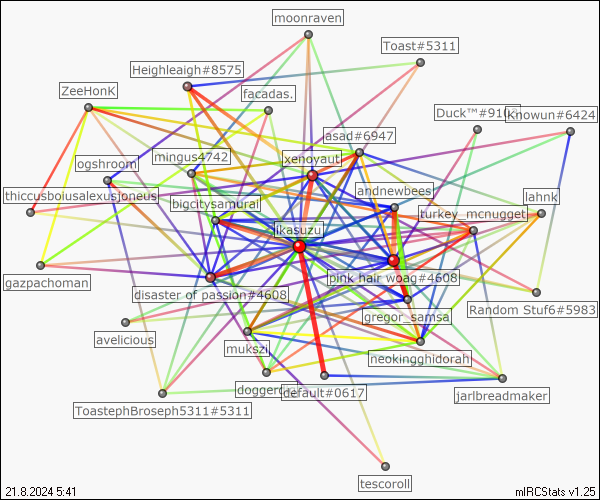 moonraven
Toast#5311
Heighleigh#8575
ZeeHonK
facadas.
Duck™#91
Knowun#6424
asad#6947
mingus4742
xenoyaut
ogshroom
andnewbees
thiccusboiusalexusjoneus
lahnk
bigcitysamurai
turkey_mcnugget
ikasuzu
pink hair woag#4608
gazpachoman
disaster of passion#4608
Random Stuf6#5983
gregor_samsa
avelicious
mukszi
neokingghidorah
doggerd
default#0617
jarlbreadmaker
ToastephBroseph5311#5311
tescoroll
21.8.2024 5:41
mIRCStats v1.25